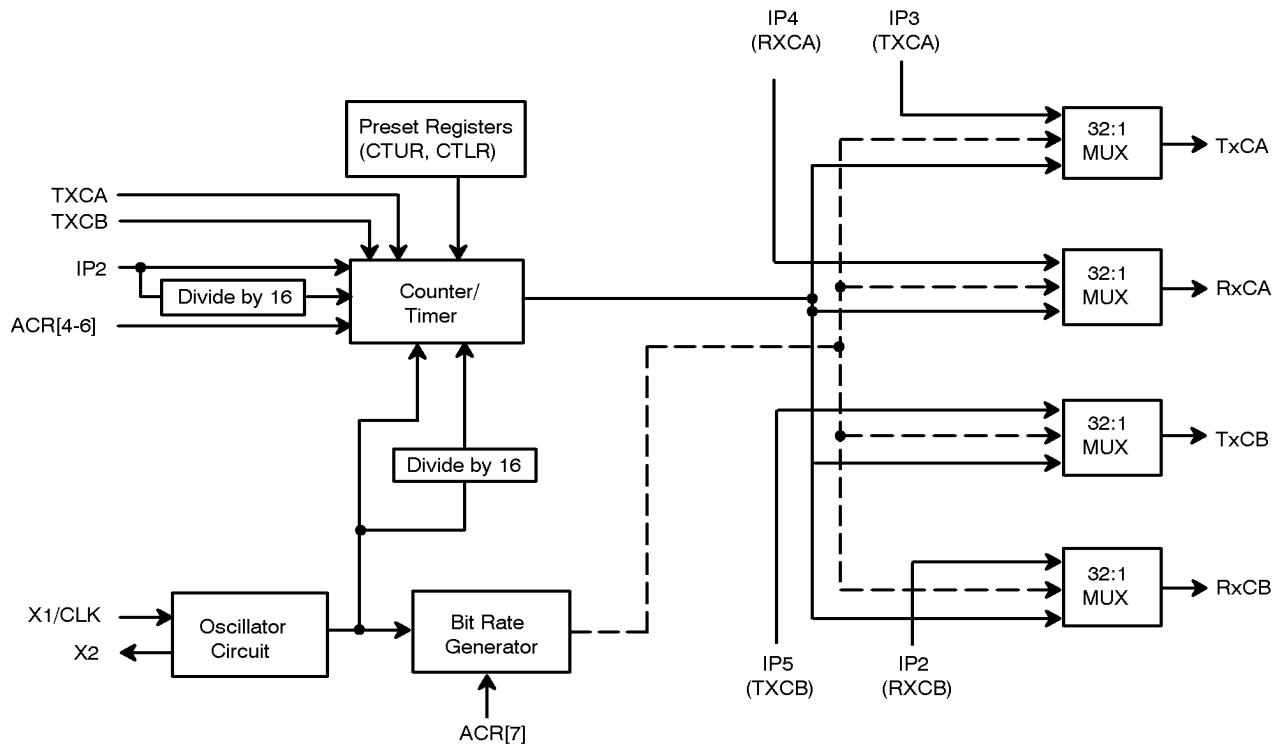 IP4
(RXCA)
IP3
(TXCA)
Preset Registers
(CTUR, CTLR)
32:1
MUX
TxCA
TXCA
TXCB
IP2
Divide by 16
Counter/
Timer
ACR[4-6]
32:1
MUX
RxCA
Divide by 16
32:1
MUX
TxCB
X1/CLK
X2
Oscillator
Circuit
Bit Rate
Generator
ACR[7]
32:1
MUX
RxCB
IP5
(TXCB)
IP2
(RXCB)